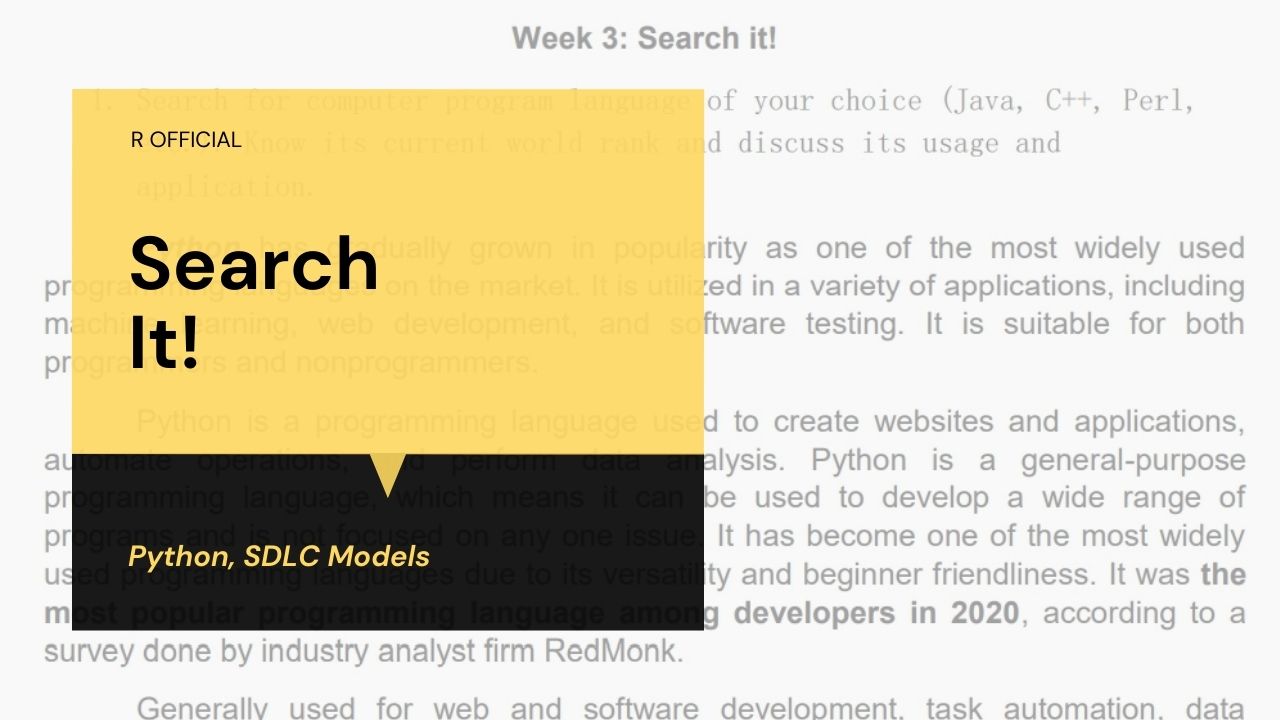 Week 3: Search it!
1. Search for computer program language of your choice (Java, C++, Perl,
Know its current world rank and discuss its usage and
application.
R OFFICIAL
Search
It!
Python has gradually grown in popularity as one of the most widely used
programming languages on the market. It is utilized in a variety of applications, including
machine learning, web development, and software testing. It is suitable for both
programmers and nonprogrammers.
Python is a programming language used to create websites and applications,
automate operations, and perform data analysis. Python is a general-purpose
programming language, which means it can be used to develop a wide range of
programs and is not focused on any one issue. It has become one of the most widely
used programming languages due to its versatility and beginner friendliness. It was the
most popular programming language among developers in 2020, according to a
survey done by industry analyst firm RedMonk.
Python, SDLC Models
Generally used for web and software development, task automation, data